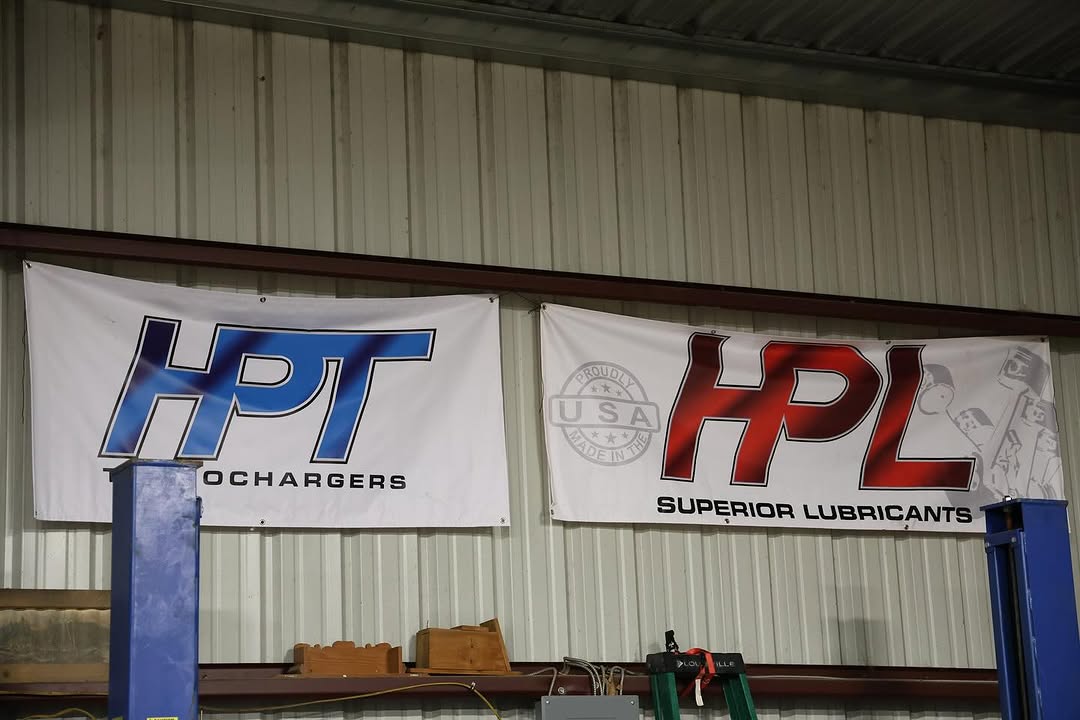 HPT
T OCHARGERS
PROUDLY
USA
MADE IN THE
HPL
SUPERIOR LUBRICANTS
LOUISVILLE